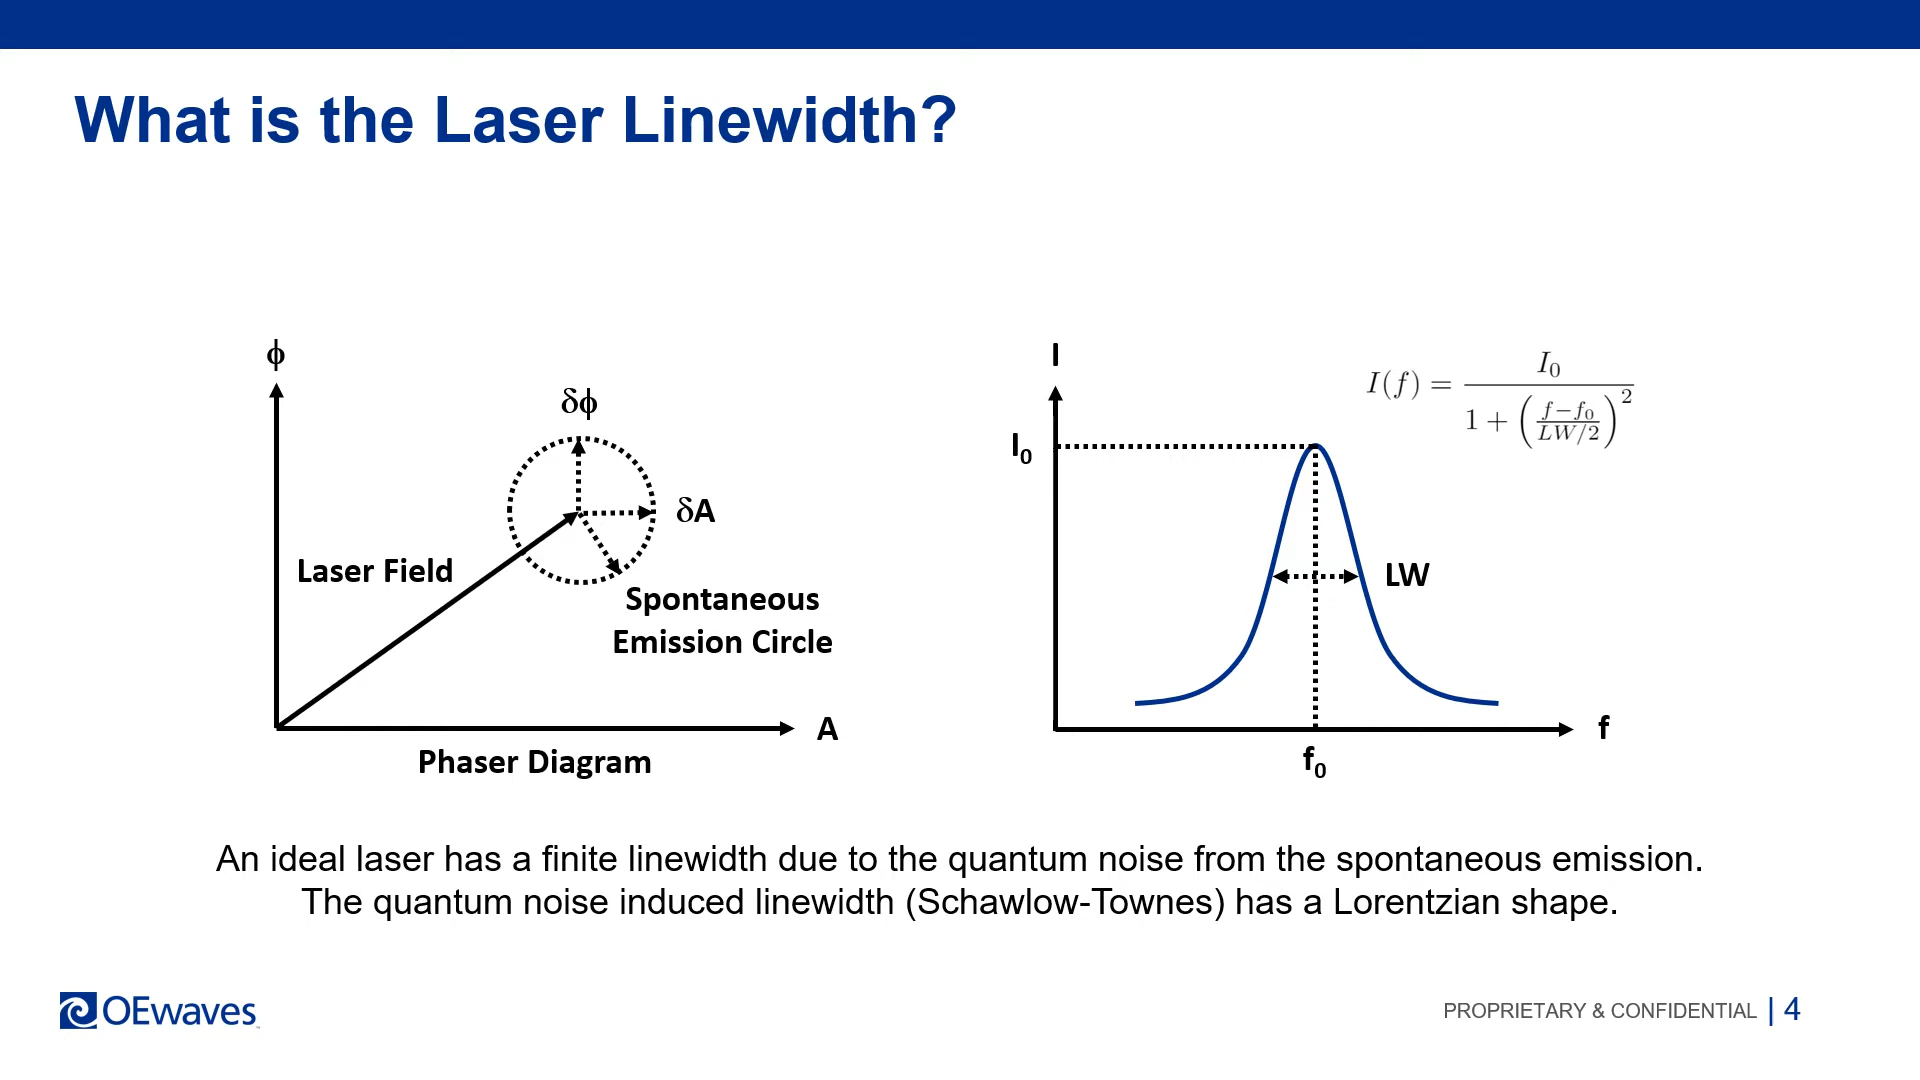 What is the Laser Linewidth?
ϕ
δϕ
δA
Laser Field
Spontaneous
Emission Circle
A
Phaser Diagram
I
I(f) = I₀ / (1 + ((f−f₀)/(LW/2))²)
I₀
LW
f
f₀
An ideal laser has a finite linewidth due to the quantum noise from the spontaneous emission.
The quantum noise induced linewidth (Schawlow-Townes) has a Lorentzian shape.
OEwaves
PROPRIETARY & CONFIDENTIAL | 4